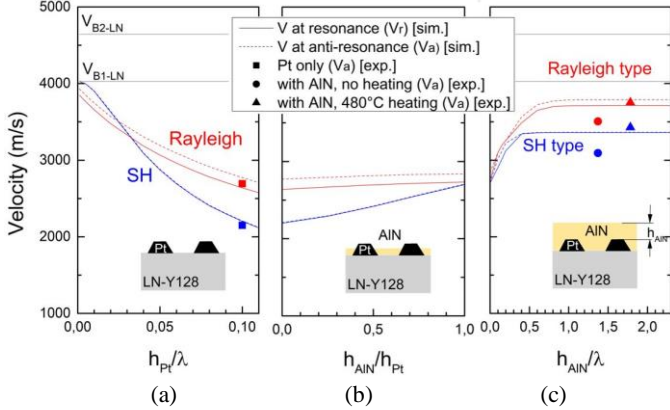 5000
4000
3000
2000
1000
Velocity (m/s)
V_B2-LN
V_B1-LN
V at resonance (Vr) [sim.]
V at anti-resonance (Va) [sim.]
Pt only (Va) [exp.]
with AlN, no heating (Va) [exp.]
with AlN, 480°C heating (Va) [exp.]
Rayleigh
SH
Pt
LN-Y128
0,00 0,05 0,10
h_Pt/λ
(a)
(b)
AlN
Pt
LN-Y128
0,0 0,5 1,0
h_AlN/h_Pt
(b)
(c)
Rayleigh type
SH type
AlN
h_AlN
Pt
LN-Y128
0,0 0,5 1,0 1,5 2,0
h_AlN/λ
(c)